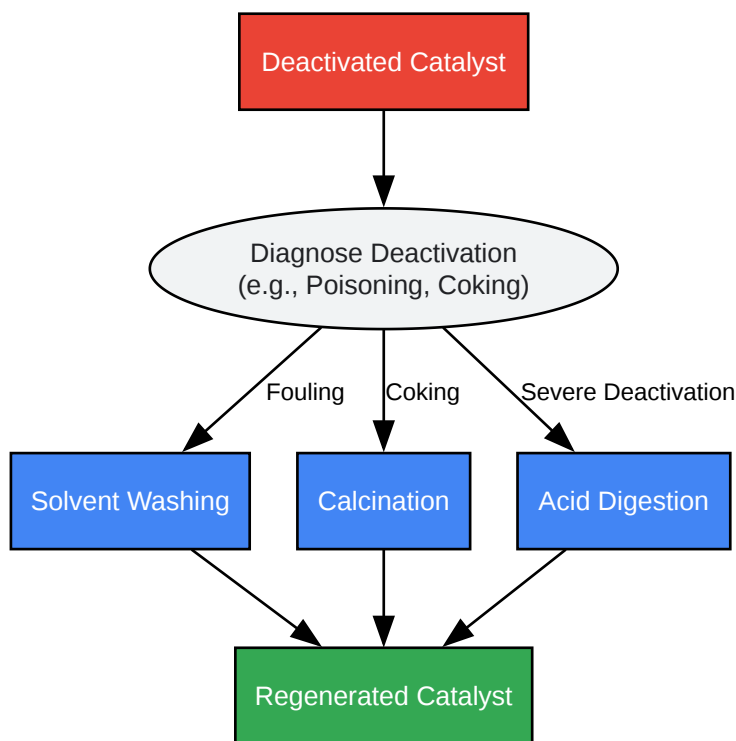 Deactivated Catalyst
Diagnose Deactivation
(e.g., Poisoning, Coking)
Fouling
Coking
Severe Deactivation
Solvent Washing
Calcination
Acid Digestion
Regenerated Catalyst